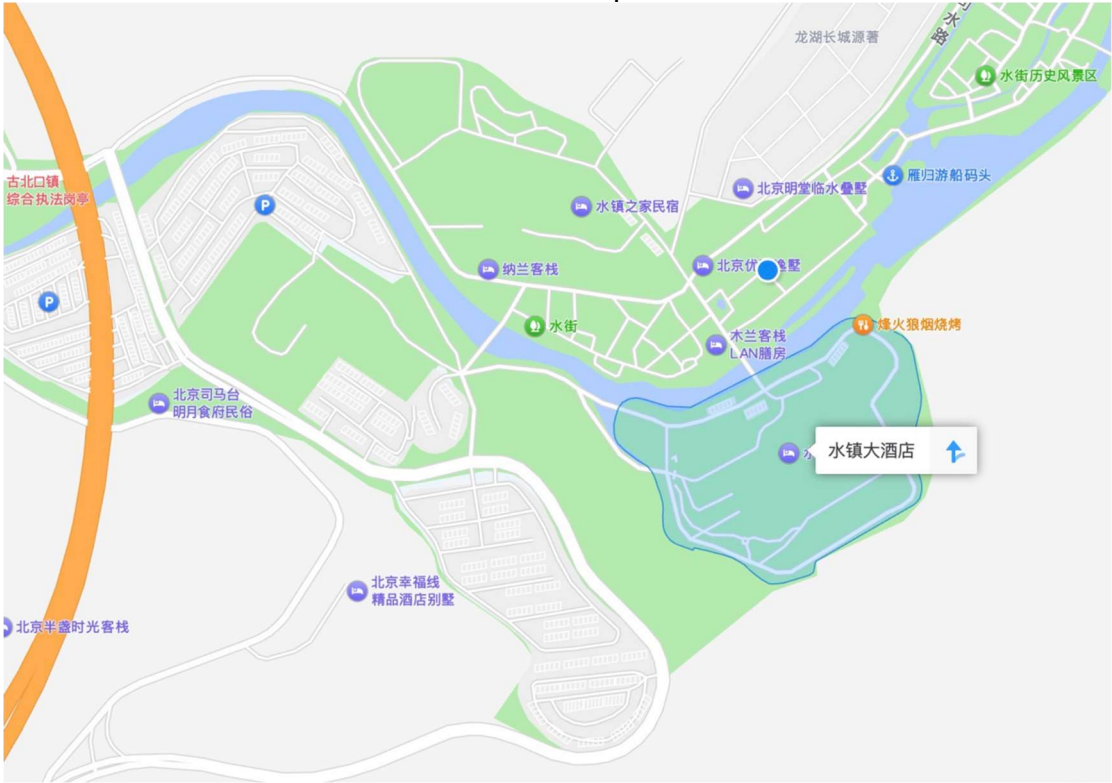 龙湖长城源著
水路
水街历史风景区
古北口镇
综合执法岗亭
P
雁归游船码头
北京明堂临水叠墅
水镇之家民宿
北京优
逸墅
纳兰客栈
P
水街
烽火狼烟烧烤
木兰客栈
LAN膳房
北京司马台
明月食府民俗
水镇大酒店
北京幸福线
精品酒店别墅
北京半盏时光客栈